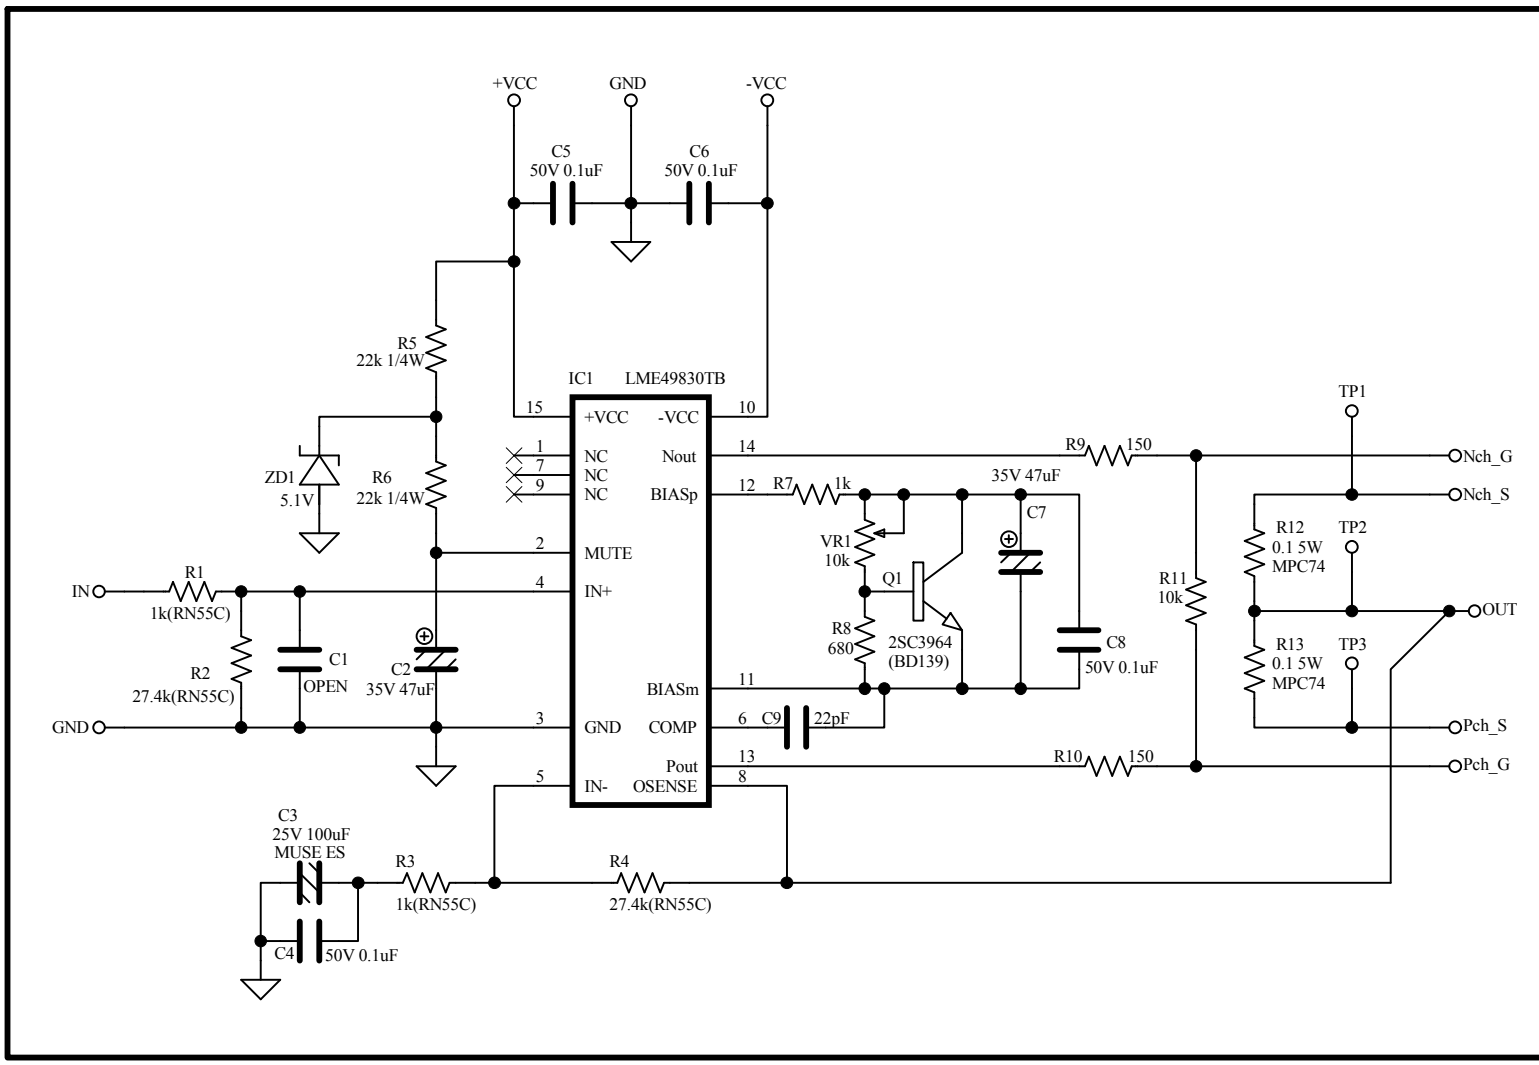 +VCC
GND
-VCC
C5
50V 0.1uF
C6
50V 0.1uF
R5
22k 1/4W
IC1
LME49830TB
15
+VCC
-VCC
10
TP1
1
NC
Nout
14
R9
150
Nch_G
7
NC
ZD1
5.1V
R6
22k 1/4W
9
NC
BIASp
12
R7
1k
35V 47uF
C7
Nch_S
VR1
10k
R12
0.1 5W
MPC74
TP2
2
MUTE
IN
R1
1k(RN55C)
4
IN+
Q1
R11
10k
OUT
R8
680
2SC3964
(BD139)
C8
50V 0.1uF
R13
0.1 5W
MPC74
TP3
R2
27.4k(RN55C)
C1
OPEN
C2
35V 47uF
BIASm
11
GND
3
GND
COMP
6
C9
22pF
Pch_S
Pout
13
R10
150
Pch_G
5
IN-
OSENSE
8
C3
25V 100uF
MUSE ES
R3
1k(RN55C)
R4
27.4k(RN55C)
C4
50V 0.1uF